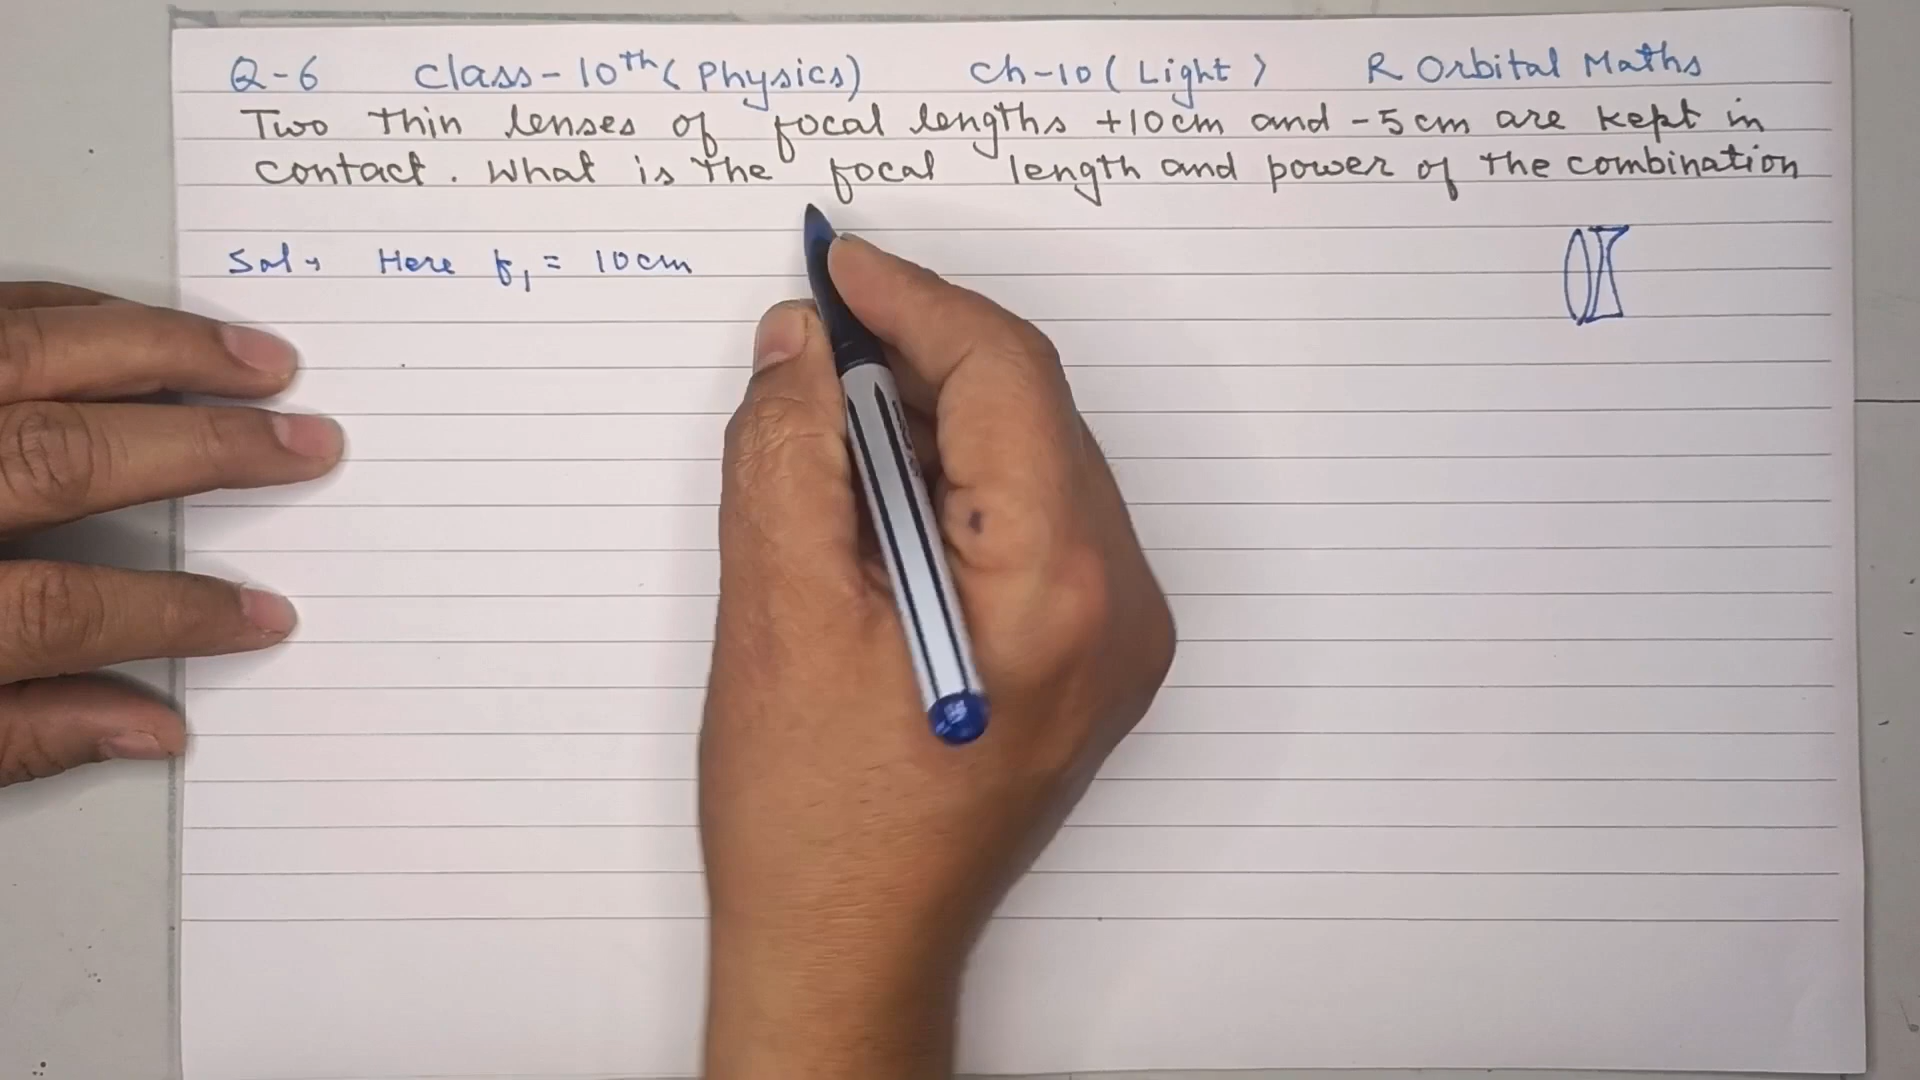 Q-6 Class-10th (Physics) Ch-10 (Light) R Orbital Maths
Two thin lenses of focal lengths +10cm and -5cm are kept in
contact. What is the focal length and power of the combination
Sol, Here f1 = 10cm